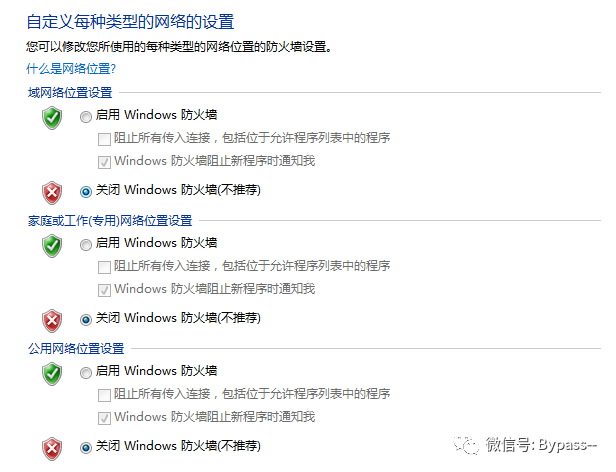 自定义每种类型的网络的设置
您可以修改您所使用的每种类型的网络位置的防火墙设置。
什么是网络位置?
域网络位置设置
启用 Windows 防火墙
阻止所有传入连接，包括位于允许程序列表中的程序
Windows 防火墙阻止新程序时通知我
关闭 Windows 防火墙(不推荐)
家庭或工作(专用)网络位置设置
启用 Windows 防火墙
阻止所有传入连接，包括位于允许程序列表中的程序
Windows 防火墙阻止新程序时通知我
关闭 Windows 防火墙(不推荐)
公用网络位置设置
启用 Windows 防火墙
阻止所有传入连接，包括位于允许程序列表中的程序
Windows 防火墙阻止新程序时通知我
关闭 Windows 防火墙(不推荐)
微信号: Bypass--